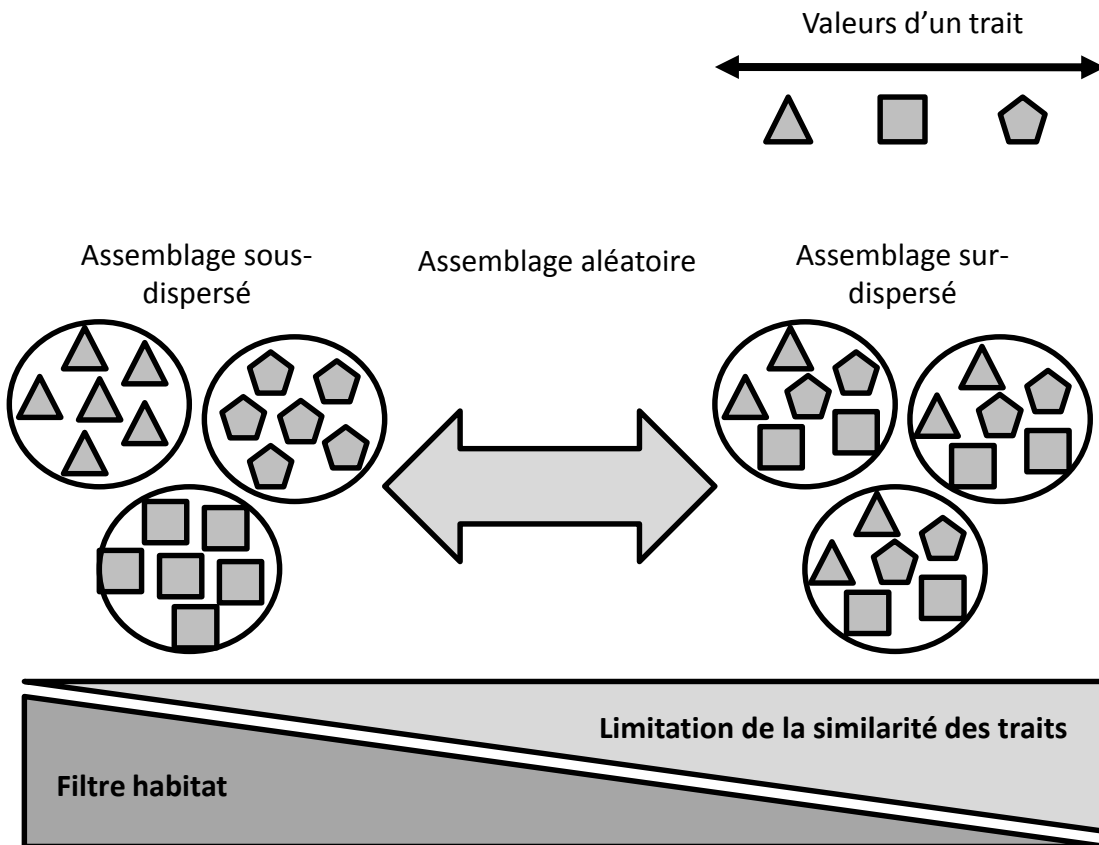 Valeurs d’un trait
Assemblage sous-
dispersé
Assemblage aléatoire
Assemblage sur-
dispersé
Limitation de la similarité des traits
Filtre habitat